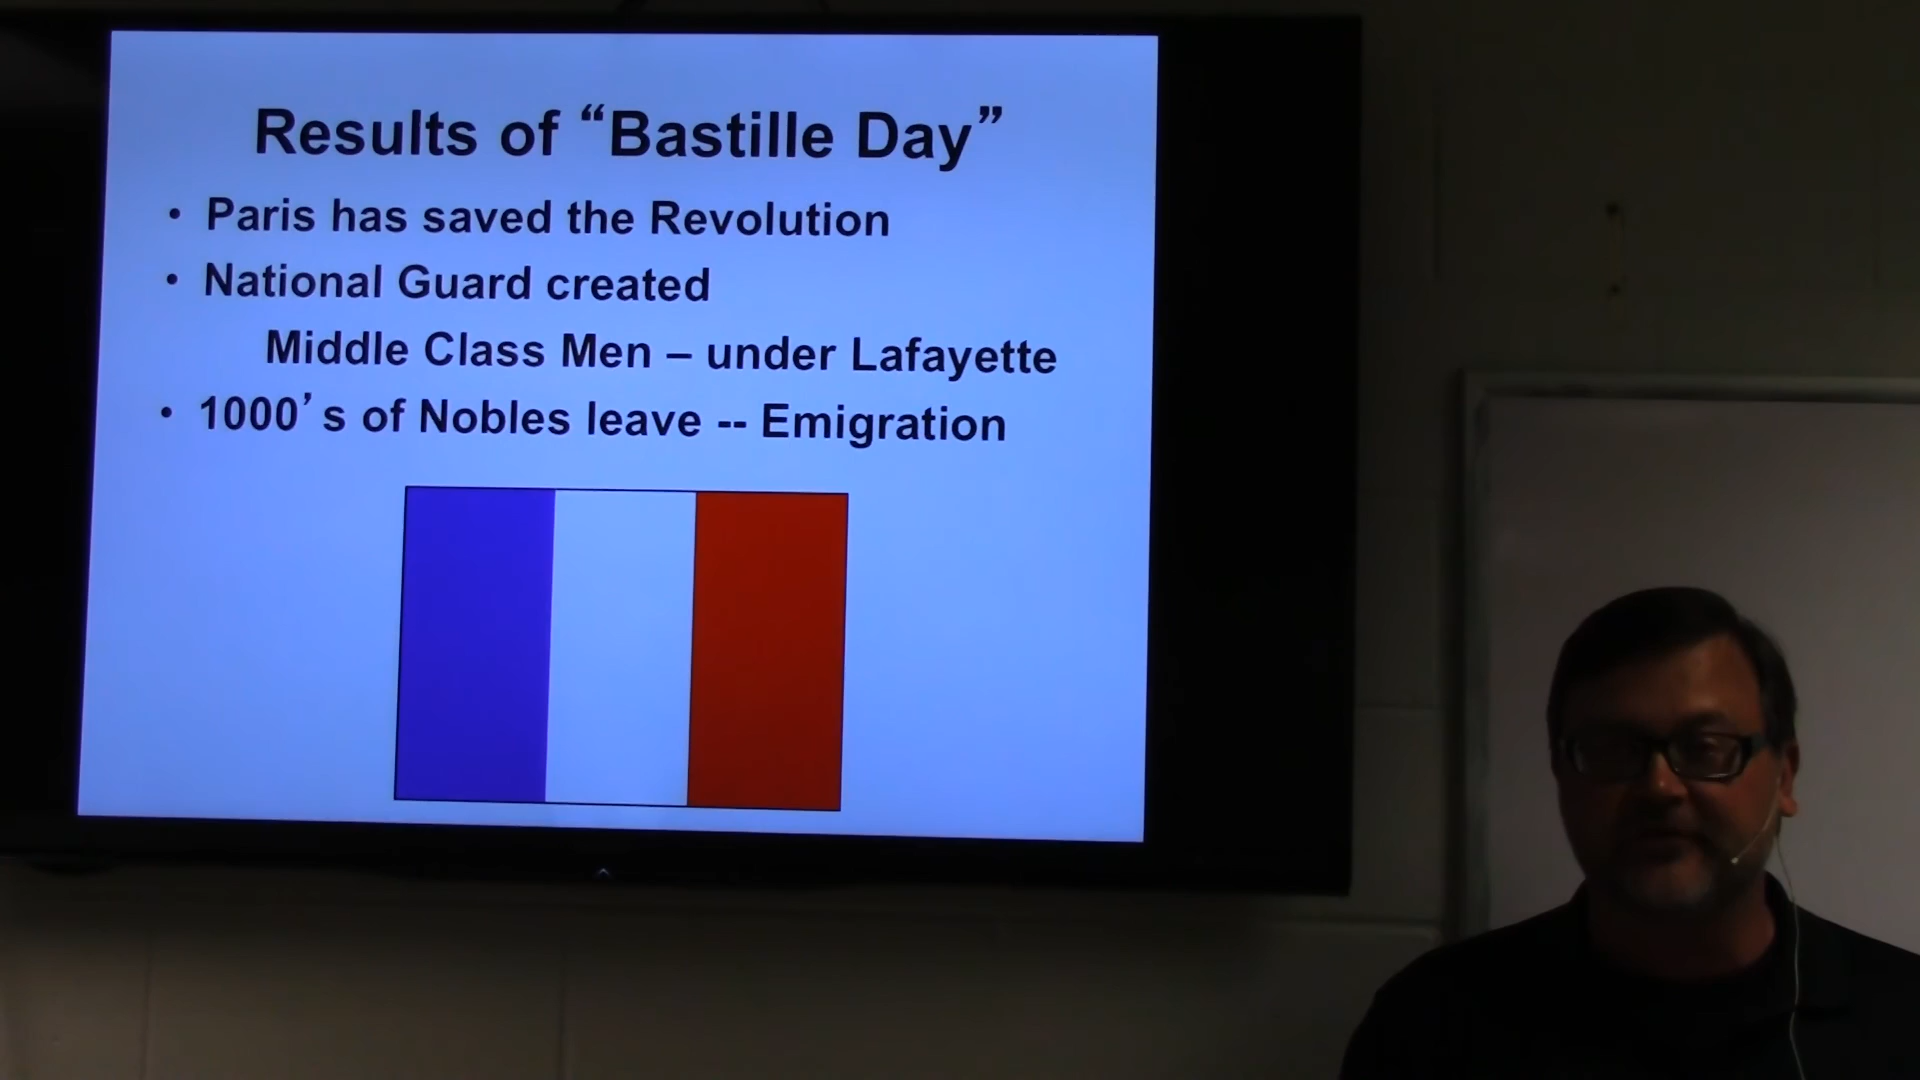 Results of “Bastille Day”
• Paris has saved the Revolution
• National Guard created
Middle Class Men – under Lafayette
• 1000’s of Nobles leave -- Emigration